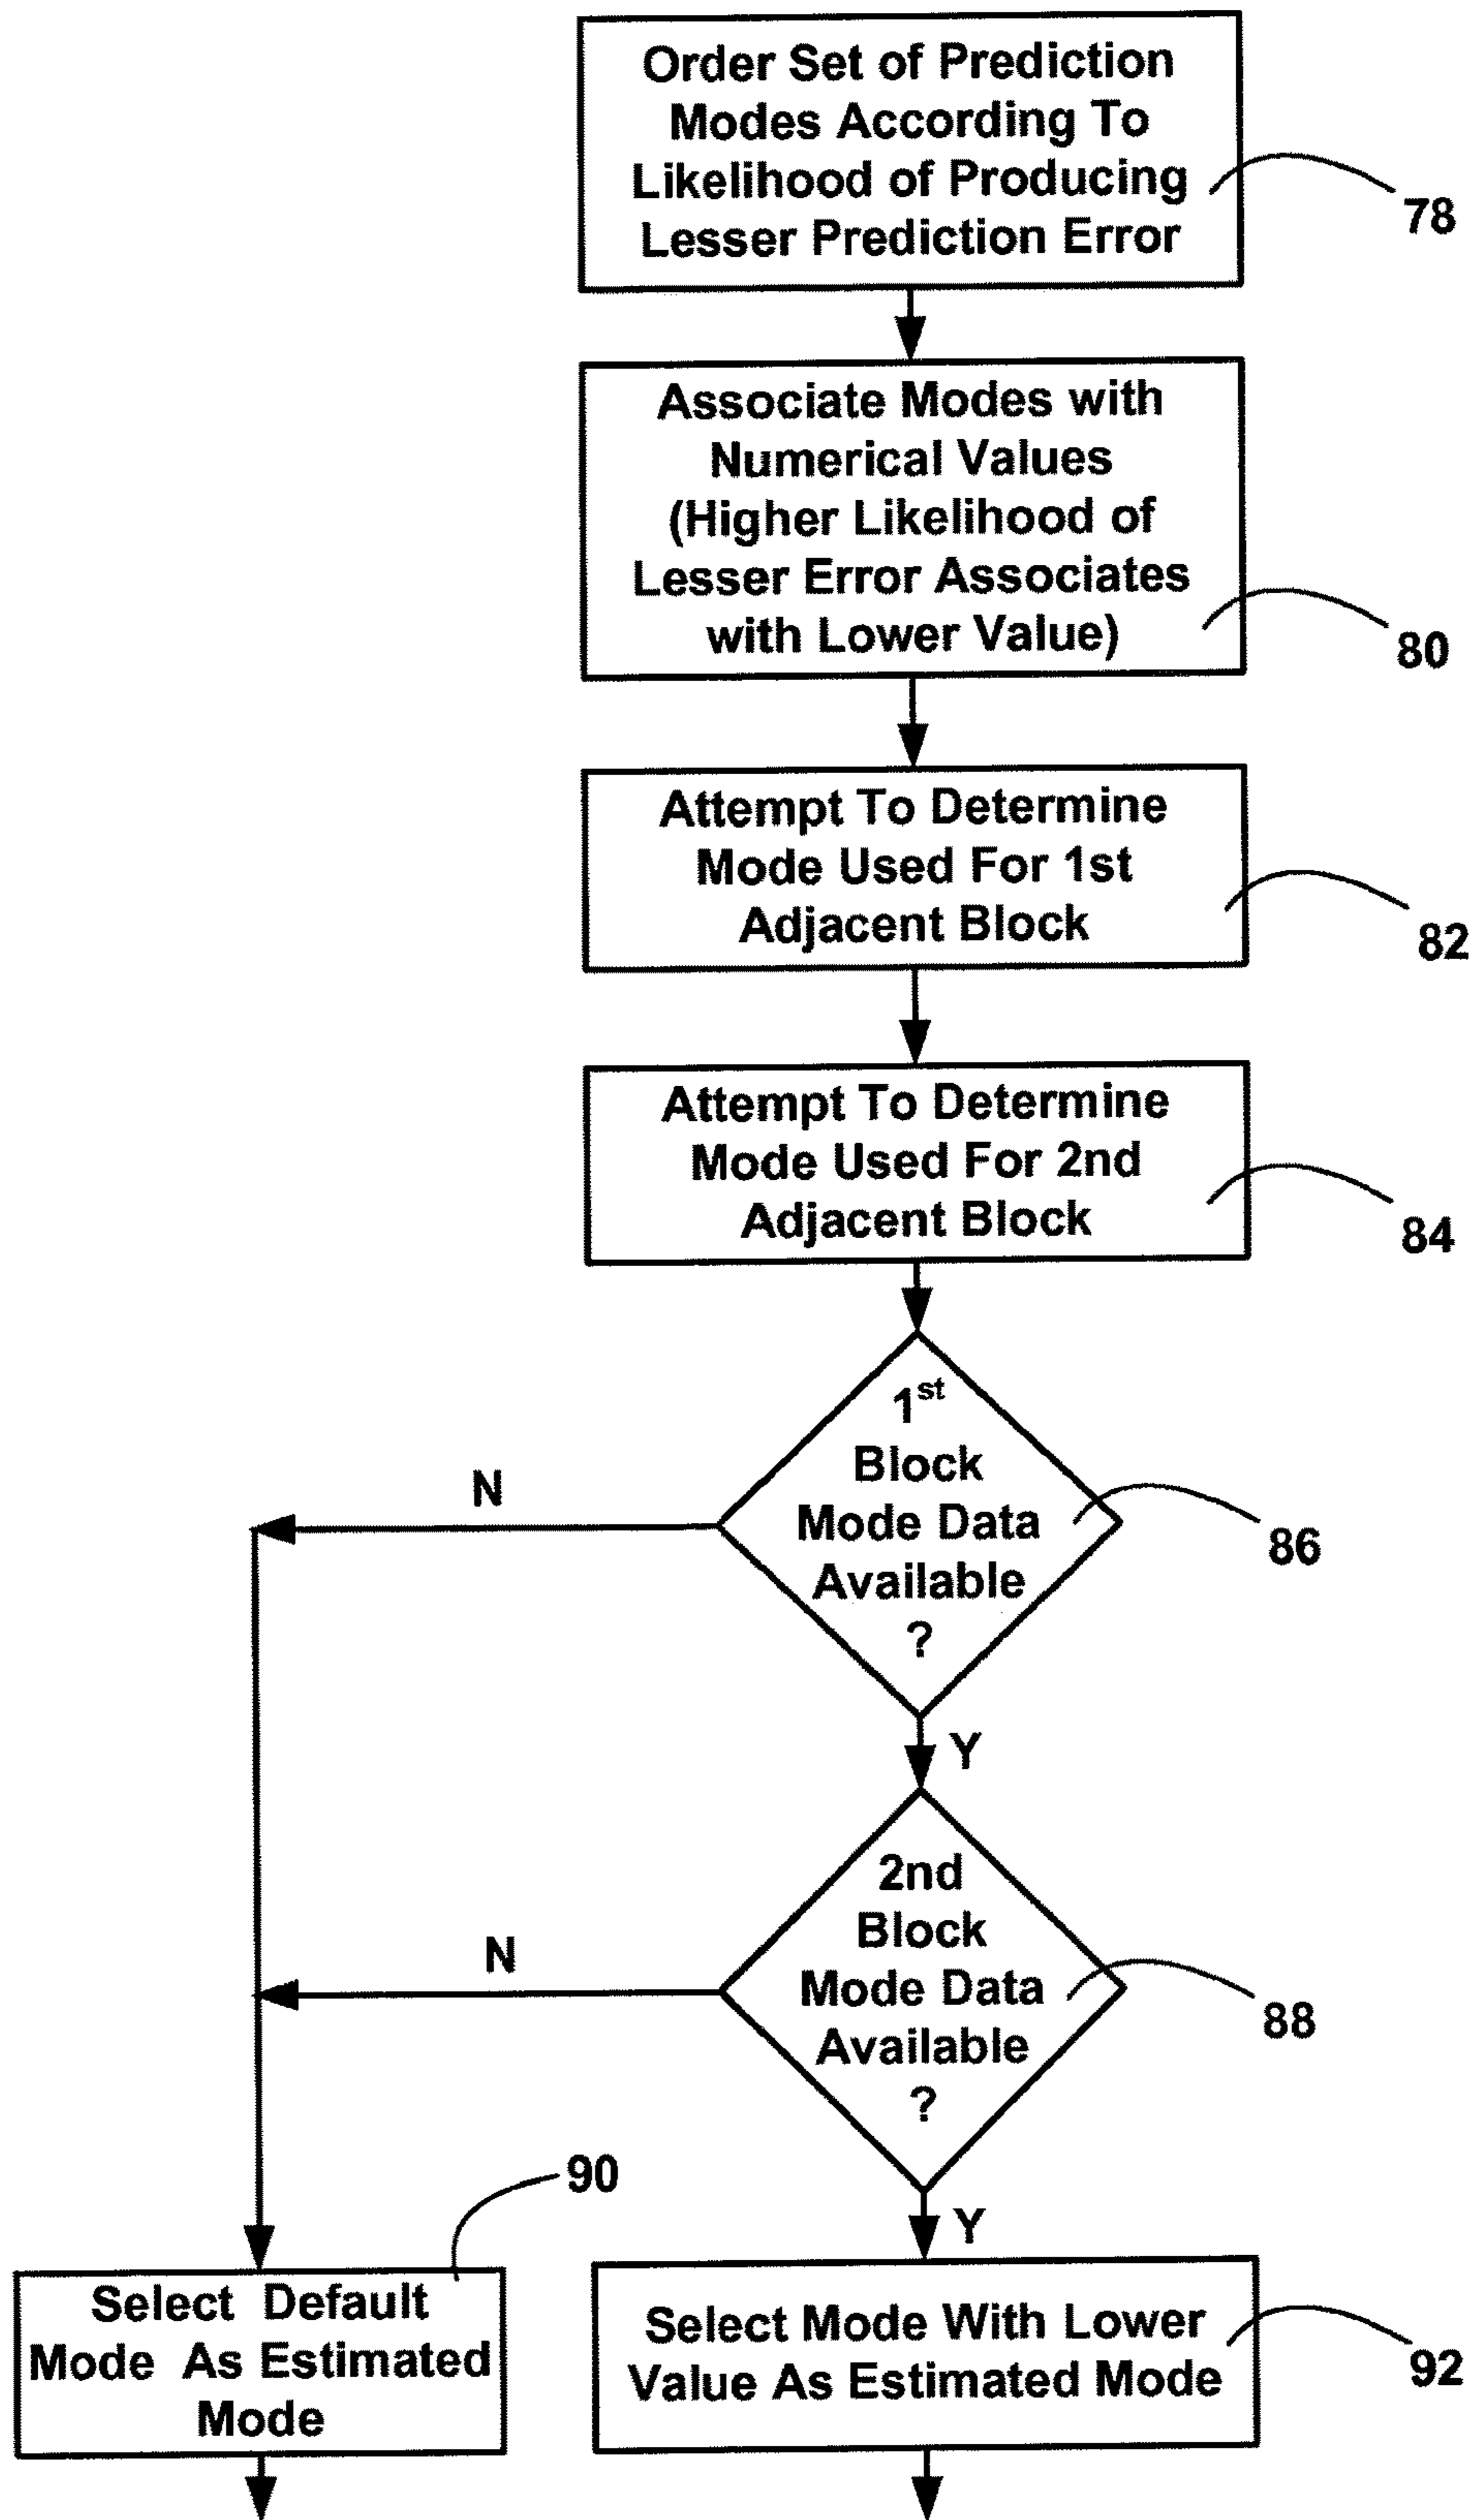 Order Set of Prediction
Modes According To
Likelihood of Producing
Lesser Prediction Error
78
Associate Modes with
Numerical Values
(Higher Likelihood of
Lesser Error Associates
with Lower Value)
80
Attempt To Determine
Mode Used For 1st
Adjacent Block
82
Attempt To Determine
Mode Used For 2nd
Adjacent Block
84
1st
Block
Mode Data
Available
?
N
86
Y
2nd
Block
Mode Data
Available
?
N
88
Y
90
Select Default
Mode As Estimated
Mode
Select Mode With Lower
Value As Estimated Mode
92